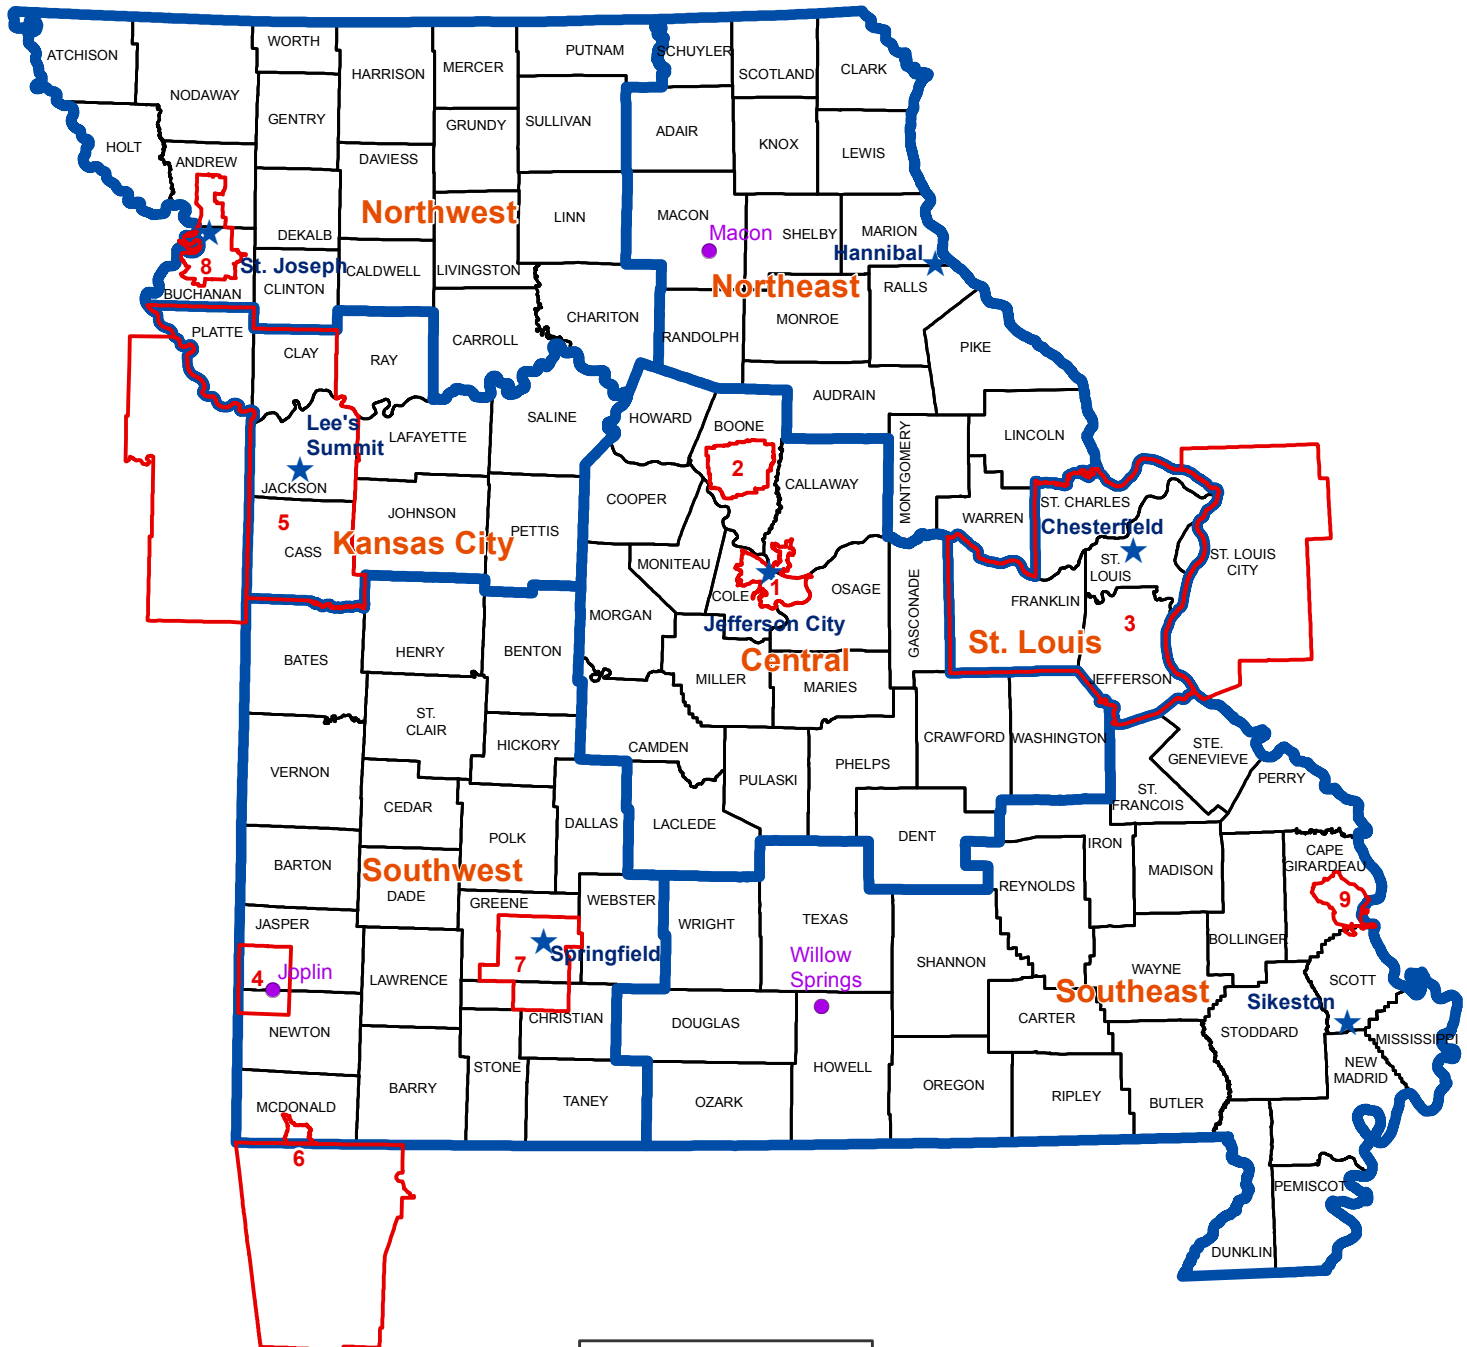 WORTH
ATCHISON
PUTNAM
SCHUYLER
HARRISON
MERCER
SCOTLAND
CLARK
NODAWAY
GENTRY
GRUNDY
SULLIVAN
ADAIR
KNOX
LEWIS
HOLT
ANDREW
DAVIESS
Northwest
LINN
MACON
Macon
SHELBY
MARION
Hannibal
DEKALB
8
St. Joseph
CALDWELL
LIVINGSTON
BUCHANAN
CLINTON
Northeast
RALLS
CHARITON
MONROE
PLATTE
CLAY
RAY
CARROLL
RANDOLPH
PIKE
AUDRAIN
Lee's
Summit
LAFAYETTE
SALINE
HOWARD
BOONE
LINCOLN
MONTGOMERY
2
CALLAWAY
JACKSON
COOPER
ST. CHARLES
5
JOHNSON
PETTIS
WARREN
Chesterfield
CASS
Kansas City
MONITEAU
ST.
LOUIS
ST. LOUIS
CITY
1
COLE
OSAGE
GASCONADE
FRANKLIN
MORGAN
Jefferson City
3
St. Louis
BATES
HENRY
BENTON
Central
MILLER
MARIES
JEFFERSON
ST.
CLAIR
HICKORY
CAMDEN
CRAWFORD
WASHINGTON
STE.
GENEVIEVE
VERNON
PULASKI
PHELPS
PERRY
CEDAR
ST.
FRANCOIS
POLK
DALLAS
LACLEDE
DENT
IRON
BARTON
Southwest
MADISON
CAPE
GIRARDEAU
DADE
REYNOLDS
GREENE
WEBSTER
9
JASPER
WRIGHT
TEXAS
BOLLINGER
Springfield
Willow
Springs
4
Joplin
7
LAWRENCE
SHANNON
WAYNE
SCOTT
Southeast
Sikeston
NEWTON
CHRISTIAN
DOUGLAS
CARTER
STODDARD
MISSISSIPPI
STONE
HOWELL
NEW
MADRID
BARRY
OREGON
RIPLEY
MCDONALD
TANEY
OZARK
BUTLER
6
PEMISCOT
DUNKLIN